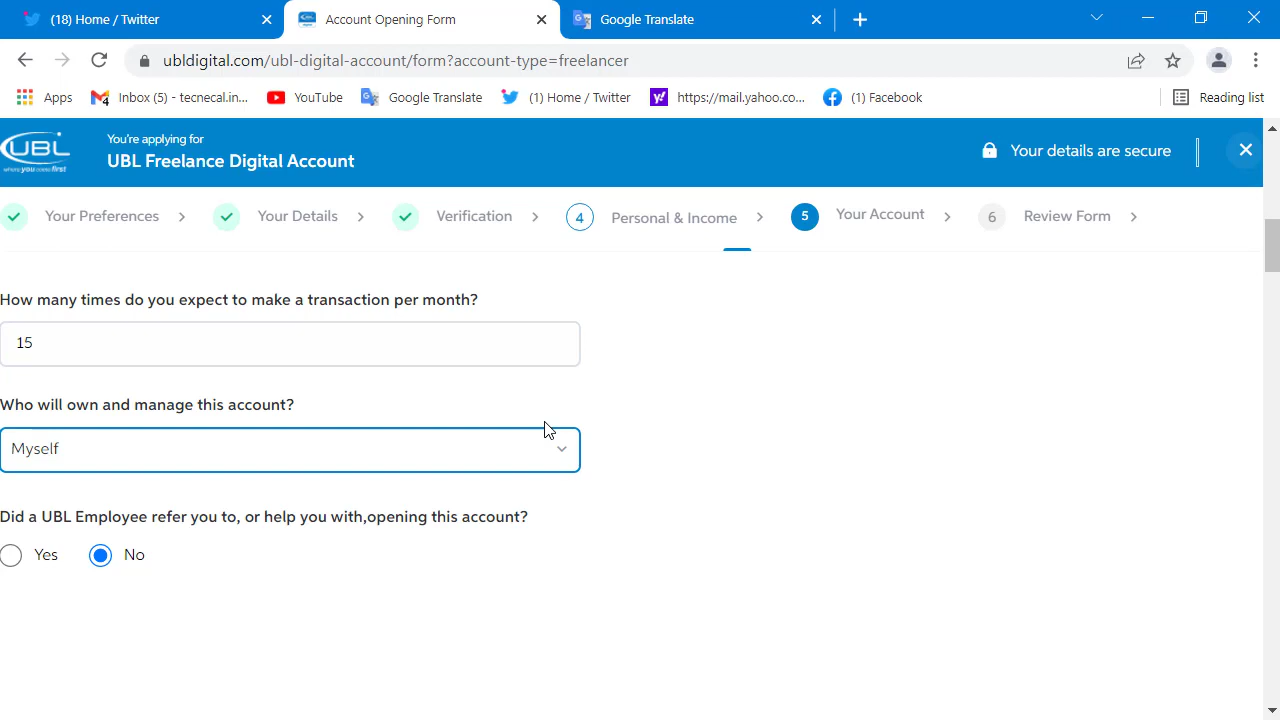 (18) Home / Twitter
Account Opening Form
Google Translate
ubldigital.com/ubl-digital-account/form?account type=freelancer
Apps
Inbox (5) - tecnecal.in...
YouTube
Google Translate
(1) Home / Twitter
https://mail.yahoo.co...
(1) Facebook
Reading list
UBL
where you come first
You're applying for
UBL Freelance Digital Account
Your details are secure
Your Preferences
Your Details
Verification
4 Personal & Income
5 Your Account
6 Review Form
How many times do you expect to make a transaction per month?
15
Who will own and manage this account?
Myself
Did a UBL Employee refer you to, or help you with,opening this account?
Yes No